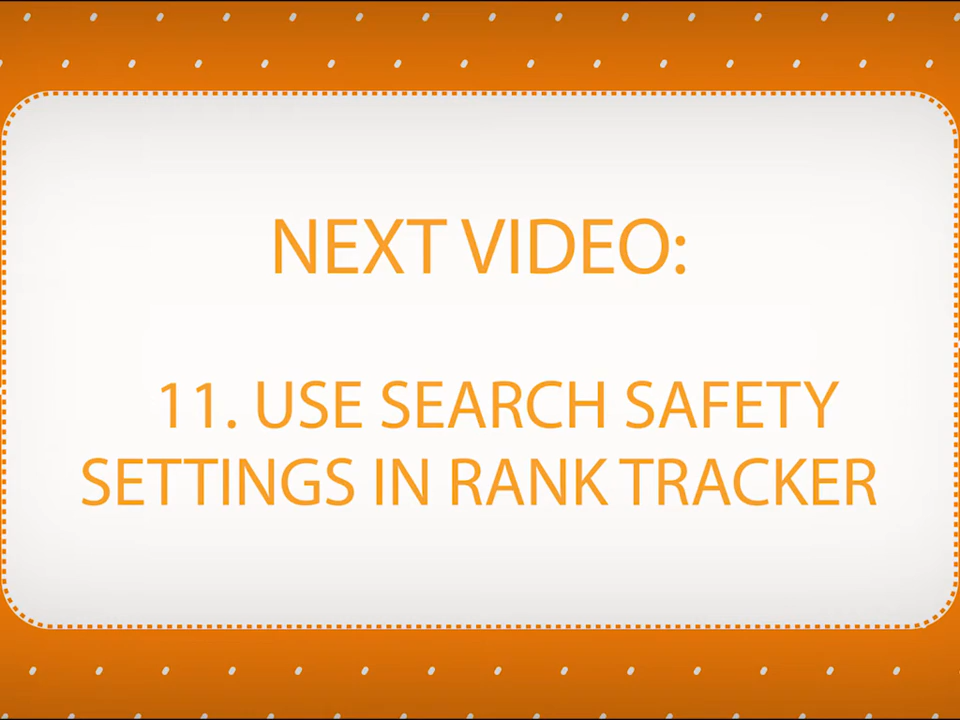 NEXT VIDEO:
11. USE SEARCH SAFETY
SETTINGS IN RANK TRACKER